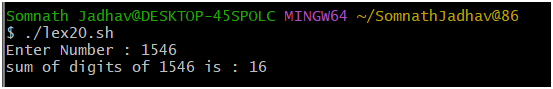 Somnath Jadhav@DESKTOP-45SPOLC MINGW64 ~/SomnathJadhav@86
$ ./lex20.sh
Enter Number : 1546
sum of digits of 1546 is : 16